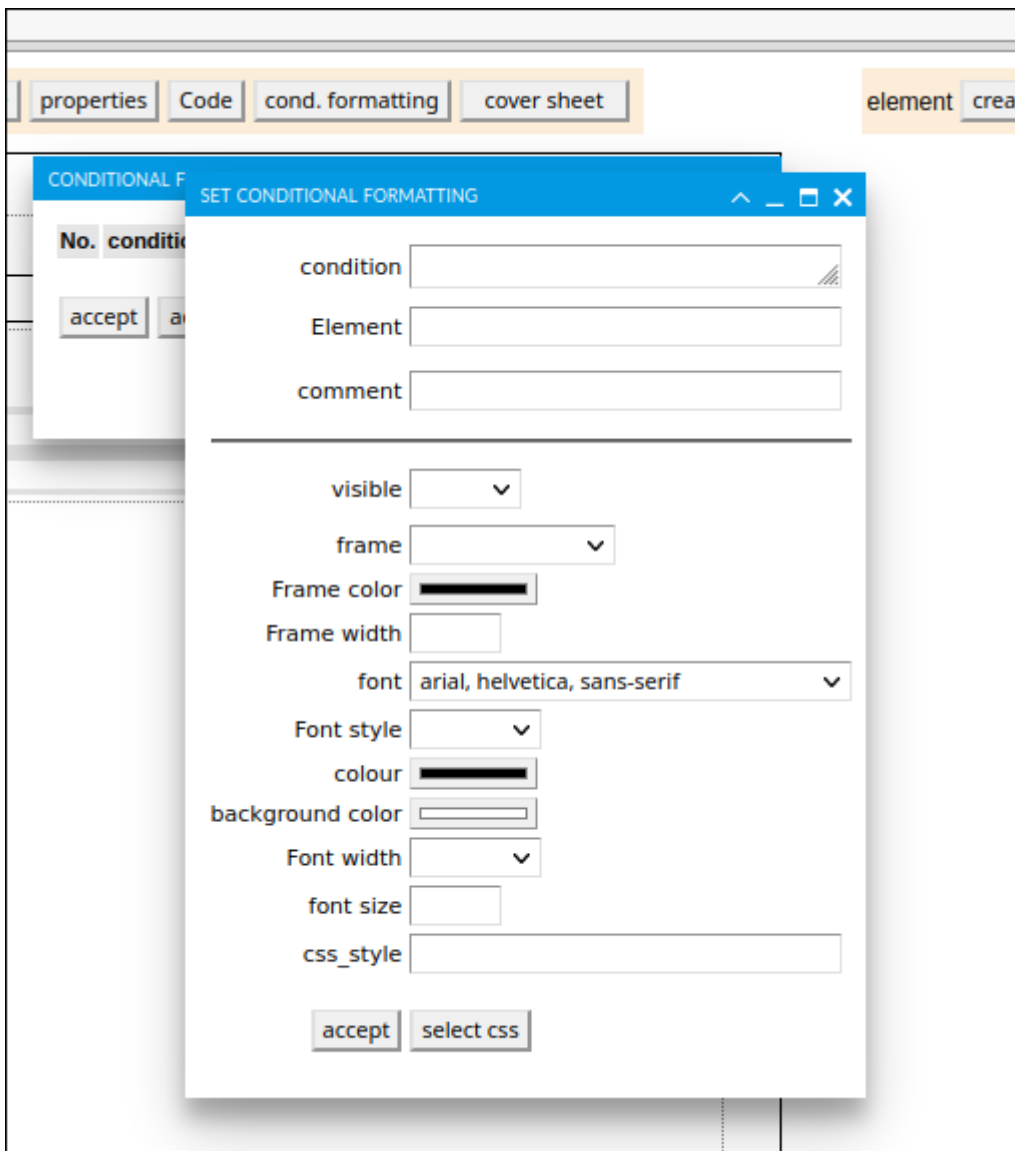 properties Code cond. formatting cover sheet element
CONDITIONAL
SET CONDITIONAL FORMATTING
No.
condition
Element
accept
comment
visible
frame
Frame color
Frame width
font arial, helvetica, sans-serif
Font style
colour
background color
Font width
font size
css_style
accept select css